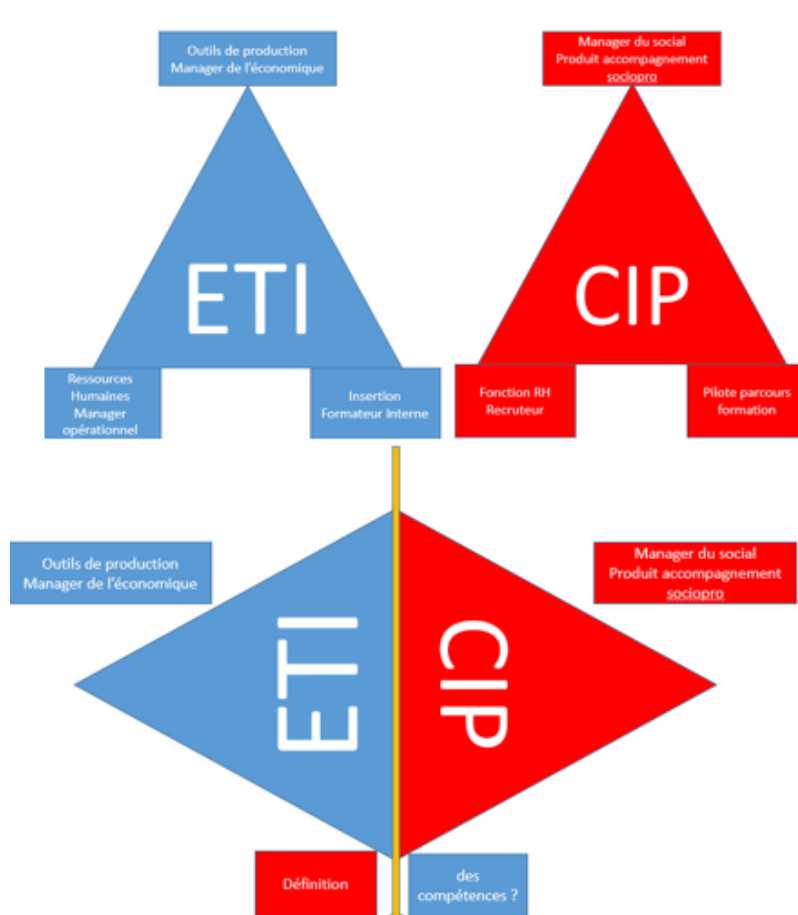 Outils de production
Manager de l'économique
Manager du social
Produit accompagnement
sociopro
ETI
CIP
Ressources
Humaines
Manager
opérationnel
Insertion
Formateur Interne
Fonction RH
Recruteur
Pilote parcours
formation
Outils de production
Manager de l'économique
Manager du social
Produit accompagnement
sociopro
ETI
CIP
Définition
des
compétences ?